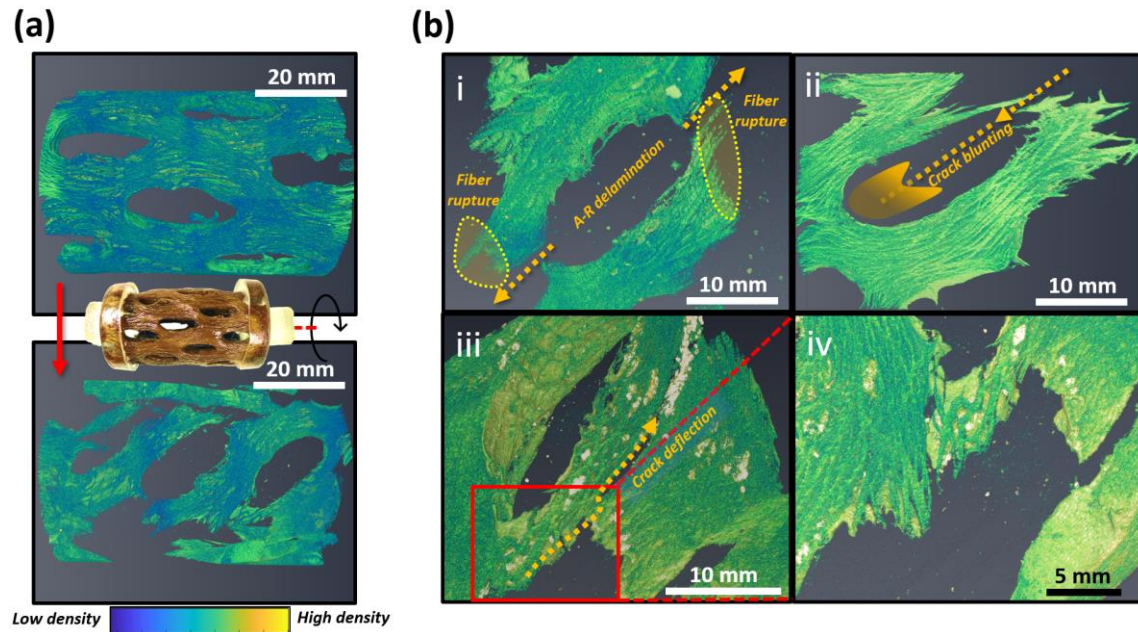 (a)
20 mm
20 mm
Low density
High density
(b)
i
Fiber
rupture
A-R delamination
Fiber
rupture
10 mm
ii
Crack blunting
10 mm
iii
Crack deflection
10 mm
iv
5 mm